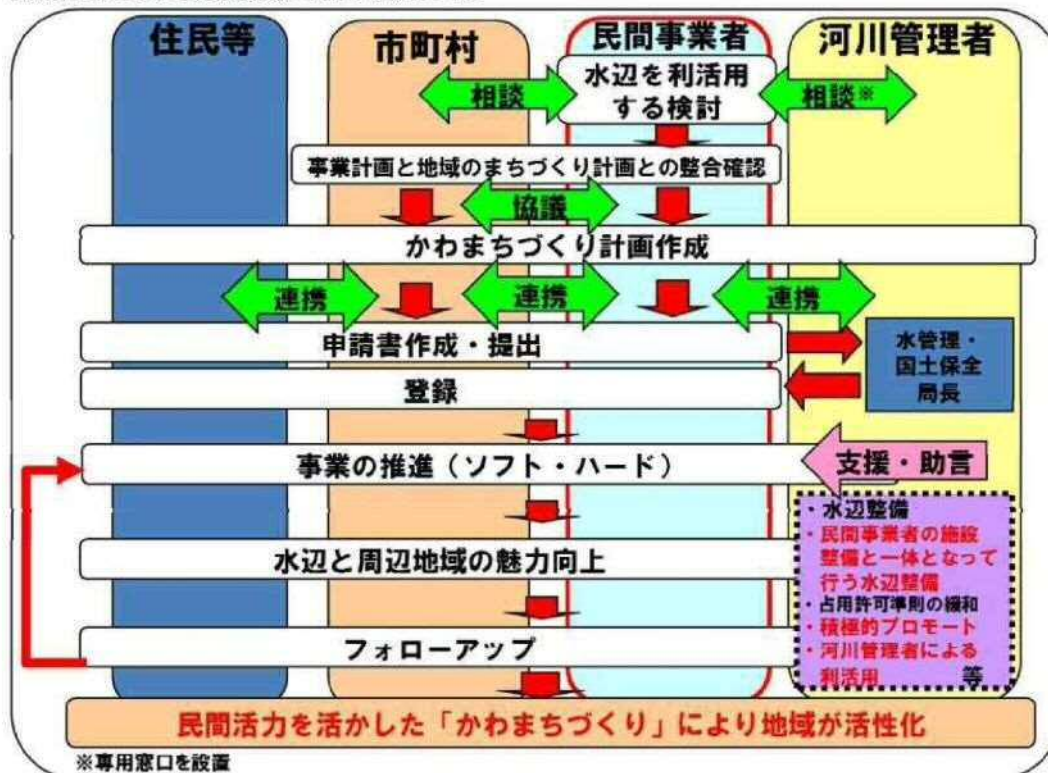 住民等
市町村
民間事業者
河川管理者
相談
水辺を利活用
する検討
相談※
事業計画と地域のまちづくり計画との整合確認
協議
かわまちづくり計画作成
連携
連携
連携
申請書作成・提出
水管理・
国土保全
局長
登録
事業の推進（ソフト・ハード）
支援・助言
・水辺整備
・民間事業者の施設
整備と一体となって
行う水辺整備
・占用許可準則の緩和
・積極的プロモート
・河川管理者による
利活用 等
水辺と周辺地域の魅力向上
フォローアップ
民間活力を活かした「かわまちづくり」により地域が活性化
※専用窓口を設置